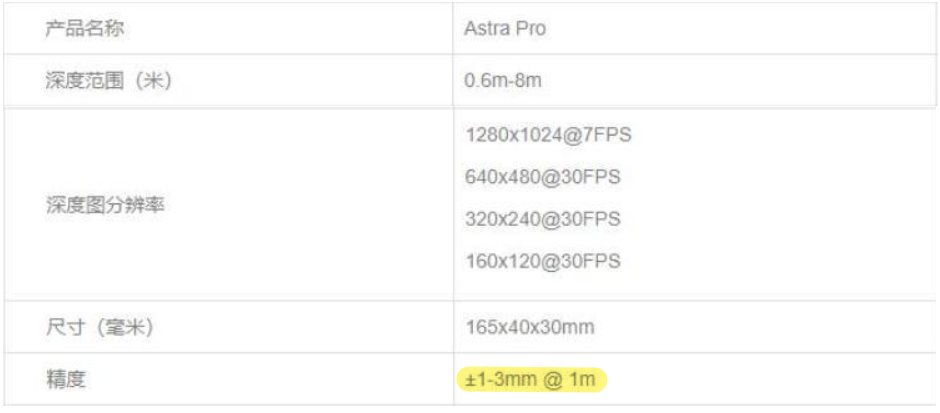 产品名称 Astra Pro
深度范围（米） 0.6m-8m
深度图分辨率
1280x1024@7FPS
640x480@30FPS
320x240@30FPS
160x120@30FPS
尺寸（毫米） 165x40x30mm
精度 ±1-3mm @ 1m